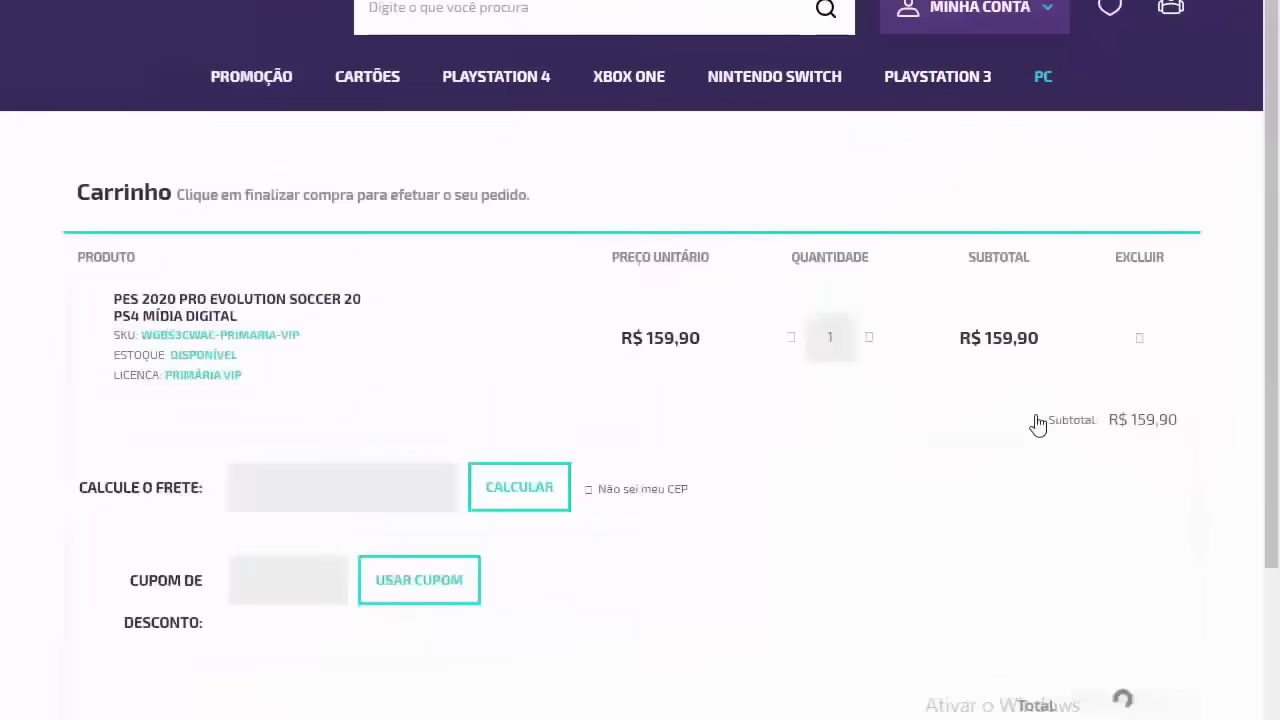 Digite o que você procura
MINHA CONTA
PROMOÇÃO CARTÕES PLAYSTATION 4 XBOX ONE NINTENDO SWITCH PLAYSTATION 3 PC
Carrinho Clique em finalizar compra para efetuar o seu pedido.
PRODUTO PREÇO UNITÁRIO QUANTIDADE SUBTOTAL EXCLUIR
PES 2020 PRO EVOLUTION SOCCER 20
PS4 MÍDIA DIGITAL
SKU: -PRIMARIA-VIP
R$ 159,90 1 R$ 159,90
ESTOQUE DISPONÍVEL
LICENCA: PRIMÁRIA VIP
Subtotal: R$ 159,90
CALCULE O FRETE: CALCULAR Não sei meu CEP
CUPOM DE
DESCONTO:
USAR CUPOM
Ativar o Windows
Total